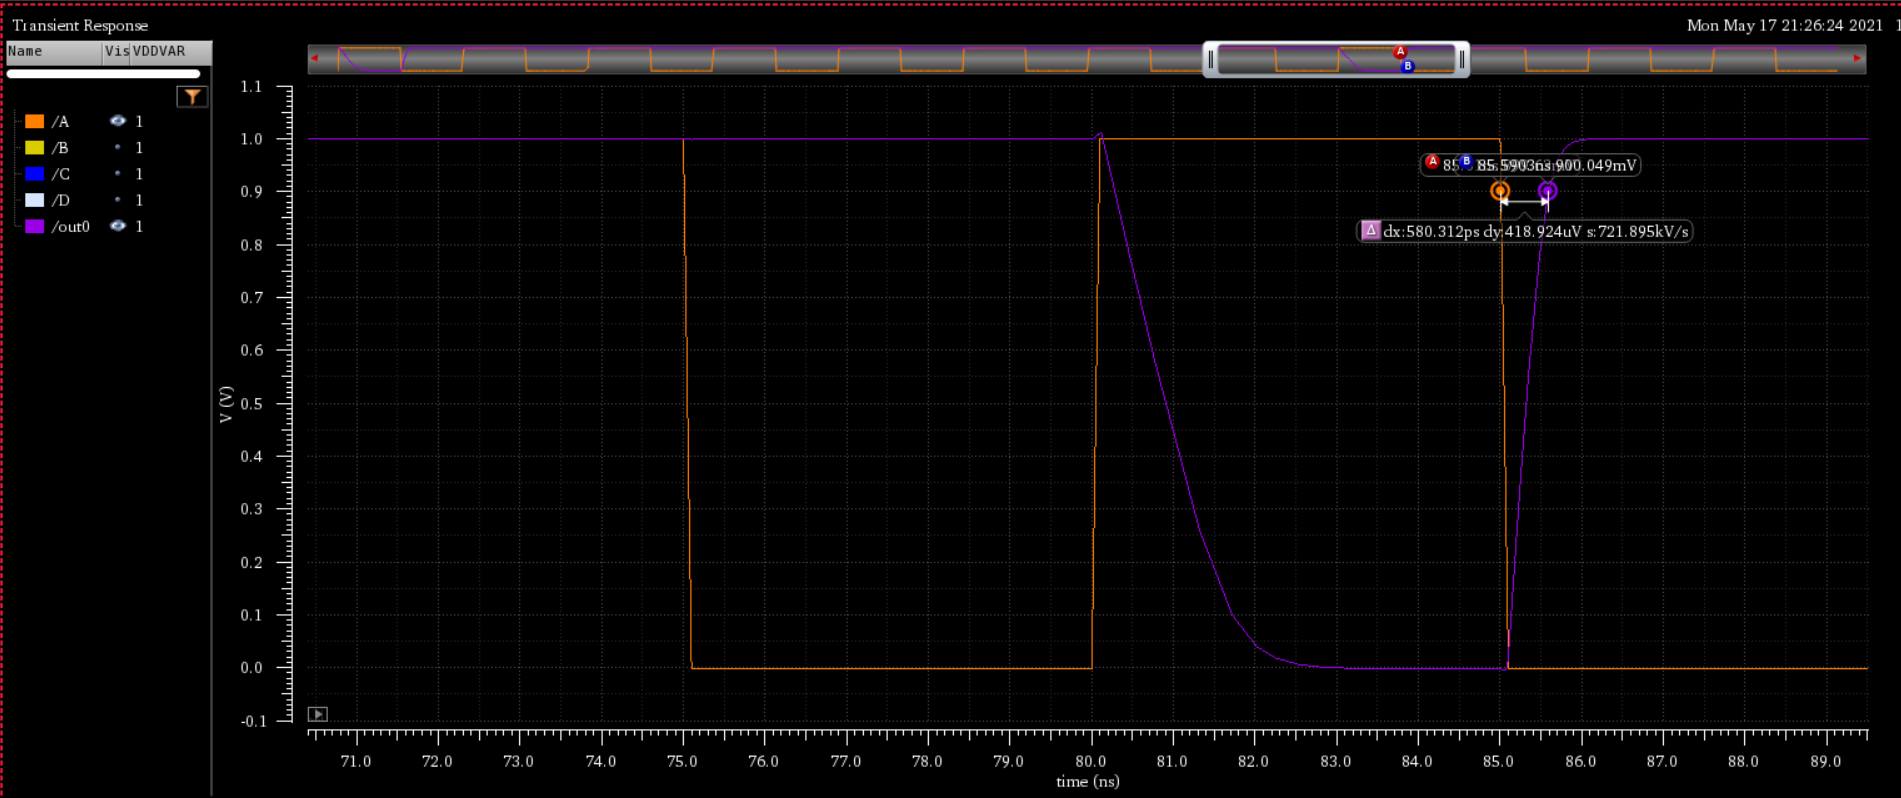 Transient Response
Mon May 17 21:26:24 2021 1
Name Vis VDDVAR
A
B
/A 1
/B 1
/C 1
/D 1
/out0 1
1.1
1.0
0.9
0.8
0.7
0.6
0.5
0.4
0.3
0.2
0.1
0.0
-0.1
V (V)
A B 85.5903ns 900.049mV
Δ dx:580.312ps dy:418.924uV s:721.895kV/s
71.0 72.0 73.0 74.0 75.0 76.0 77.0 78.0 79.0 80.0 81.0 82.0 83.0 84.0 85.0 86.0 87.0 88.0 89.0
time (ns)